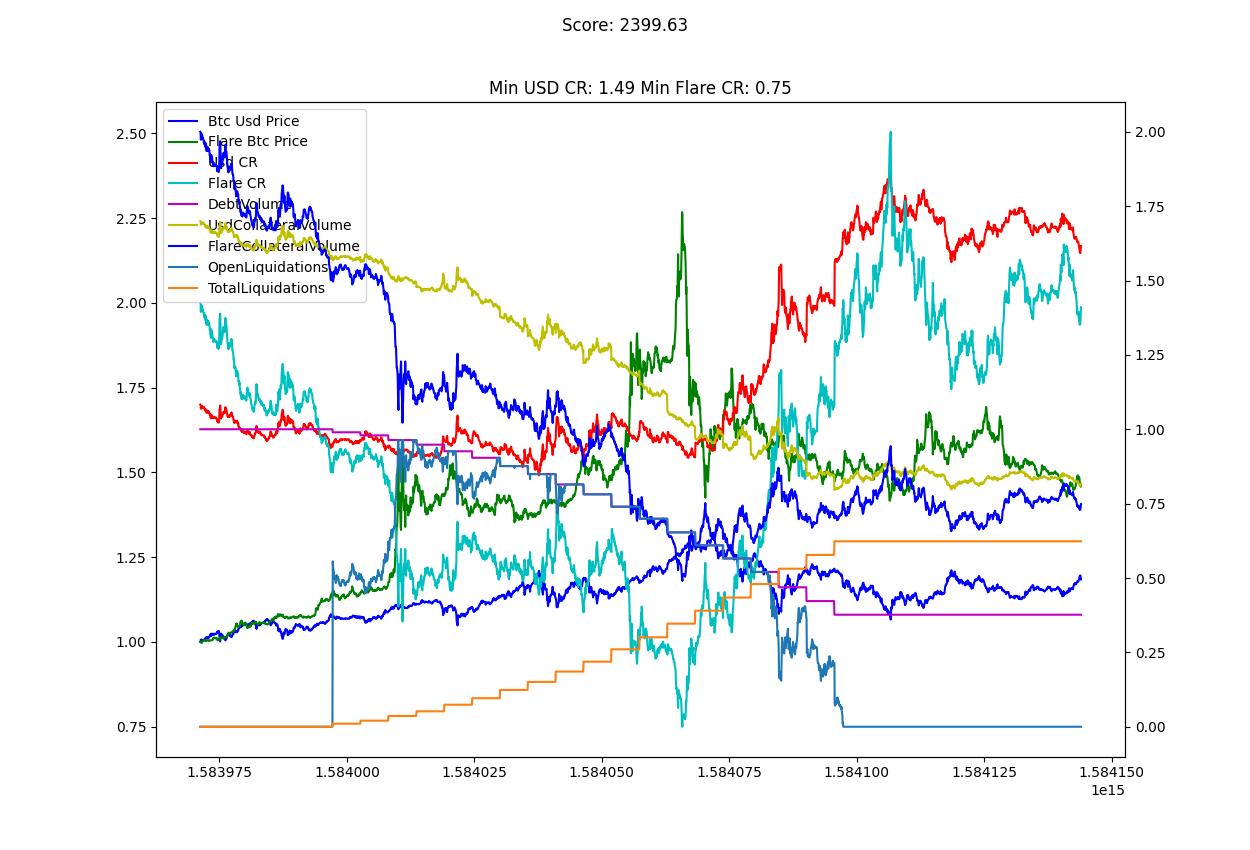 Score: 2399.63
Min USD CR: 1.49 Min Flare CR: 0.75
Btc Usd Price
Flare Btc Price
Usd CR
Flare CR
DebtVolume
UsdCollateralVolume
FlareCollateralVolume
OpenLiquidations
TotalLiquidations
2.50
2.25
2.00
1.75
1.50
1.25
1.00
0.75
2.00
1.75
1.50
1.25
1.00
0.75
0.50
0.25
0.00
1.583975 1.584000 1.584025 1.584050 1.584075 1.584100 1.584125 1.584150
1e15